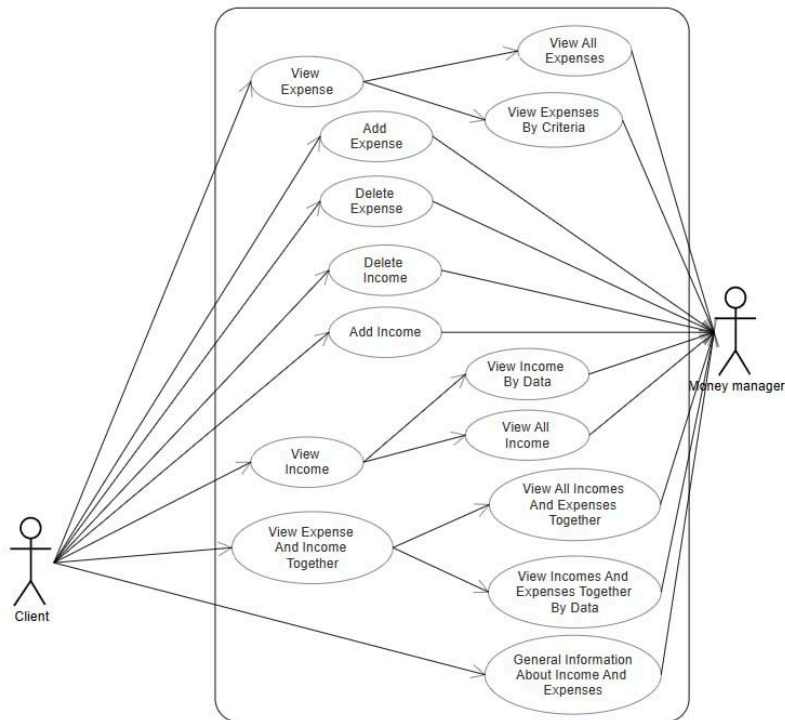 View All
Expenses
View
Expense
View Expenses
By Criteria
Add
Expense
Delete
Expense
Delete
Income
Add Income
Money manager
View Income
By Data
View All
Income
View
Income
View All Incomes
And Expenses
Together
View Expense
And Income
Together
View Incomes And
Expenses Together
By Data
Client
General Information
About Income And
Expenses